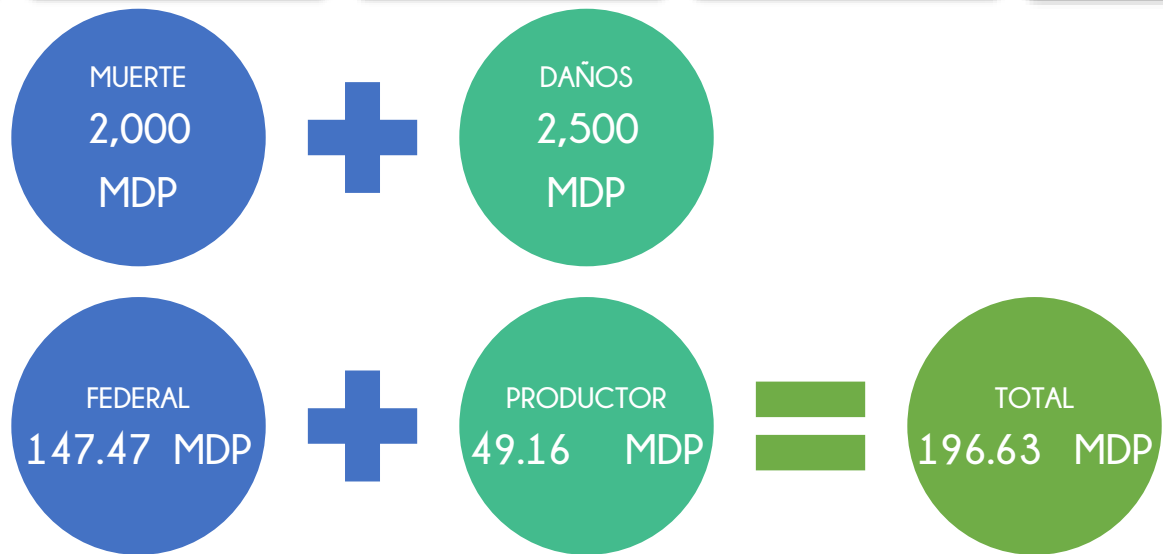 MUERTE
2,000
MDP
DAÑOS
2,500
MDP
FEDERAL
147.47 MDP
PRODUCTOR
49.16 MDP
TOTAL
196.63 MDP